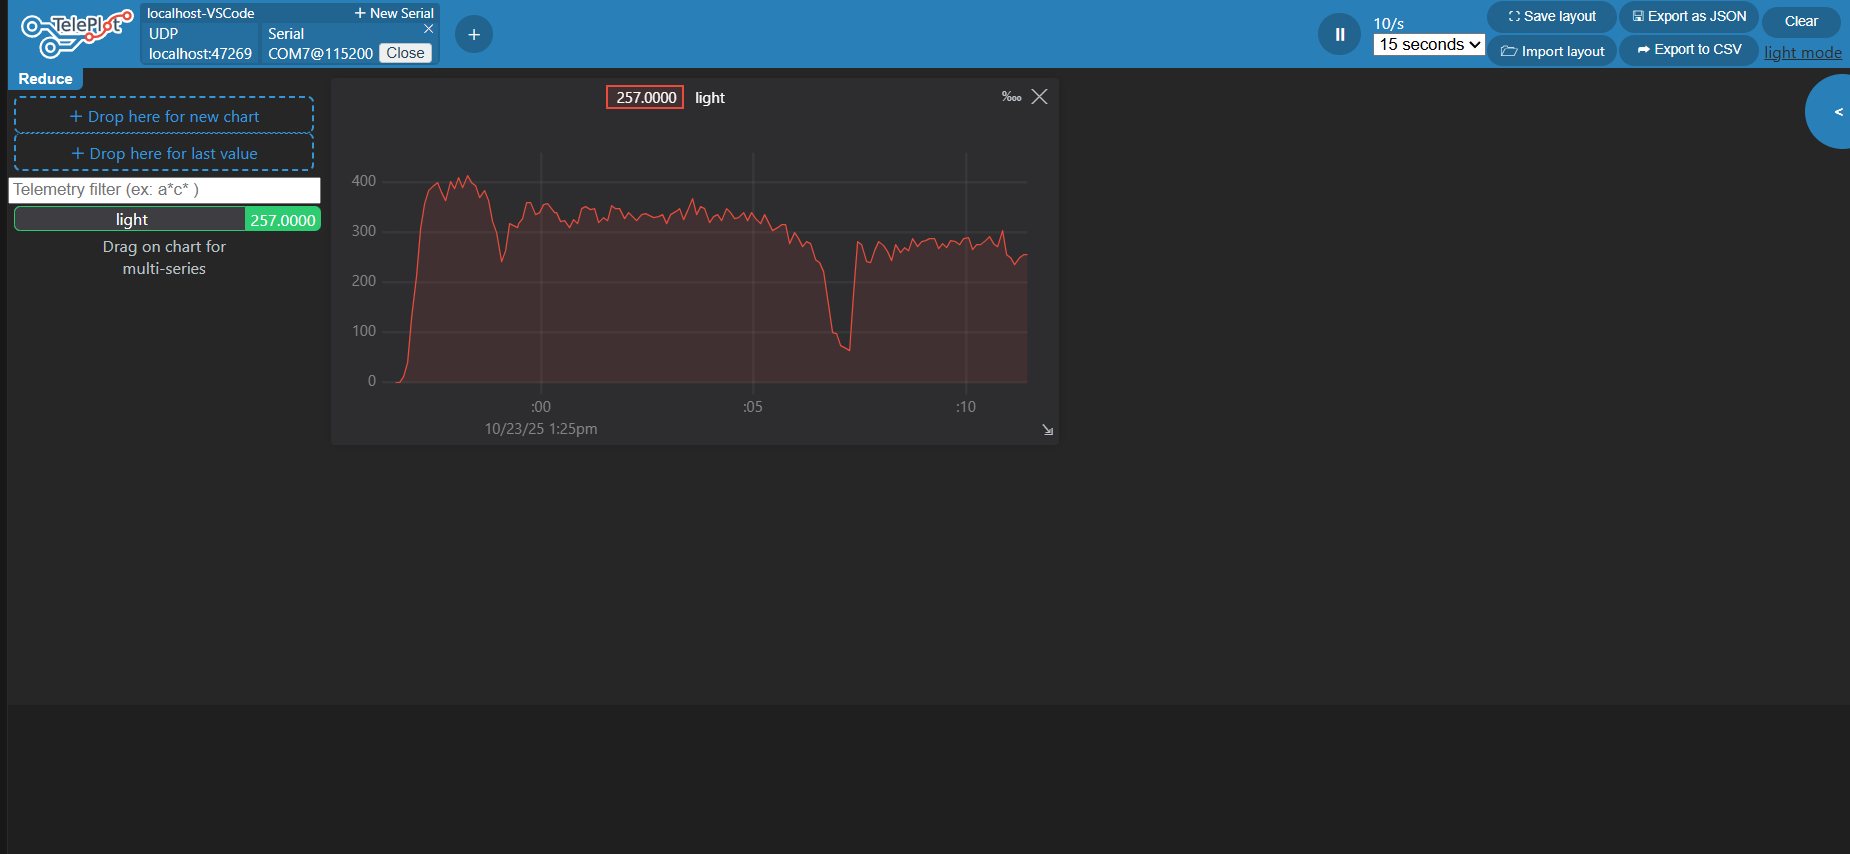 TelePlot
localhost-VSCode + New Serial
UDP
localhost:47269
Serial
COM7@115200 Close
+
10/s
15 seconds
Save layout
Import layout
Export as JSON
Export to CSV
Clear
light mode
Reduce
+ Drop here for new chart
+ Drop here for last value
Telemetry filter (ex: a*c* )
light 257.0000
Drag on chart for
multi-series
257.0000 light
400
300
200
100
0
:00 :05 :10
10/23/25 1:25pm
<